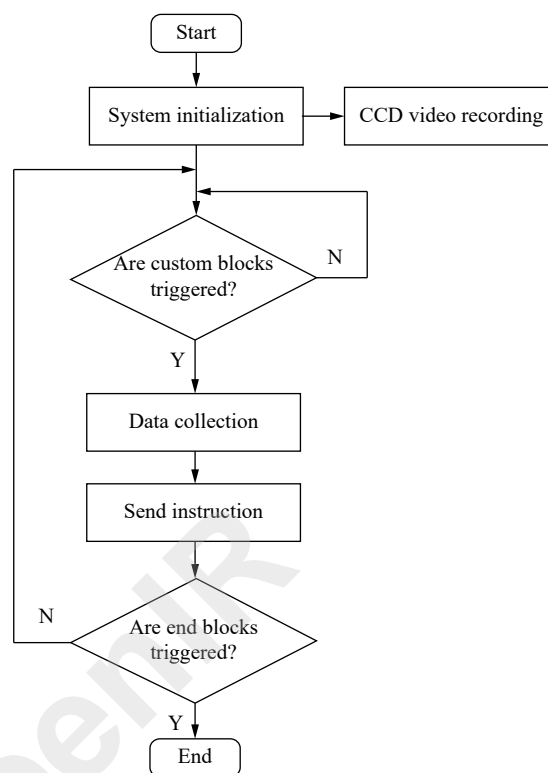 Start
System initialization
CCD video recording
Are custom blocks
triggered?
N
Y
Data collection
Send instruction
N
Are end blocks
triggered?
Y
End
enIR